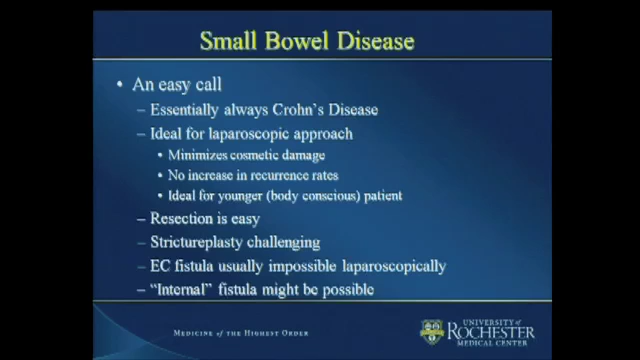 Small Bowel Disease
• An easy call
– Essentially always Crohn's Disease
– Ideal for laparoscopic approach
• Minimizes cosmetic damage
• No increase in recurrence rates
• Ideal for younger (body conscious) patient
– Resection is easy
– Strictureplasty challenging
– EC fistula usually impossible laparoscopically
– "Internal" fistula might be possible
MEDICINE of the HIGHEST ORDER
UNIVERSITY of
ROCHESTER
MEDICAL CENTER